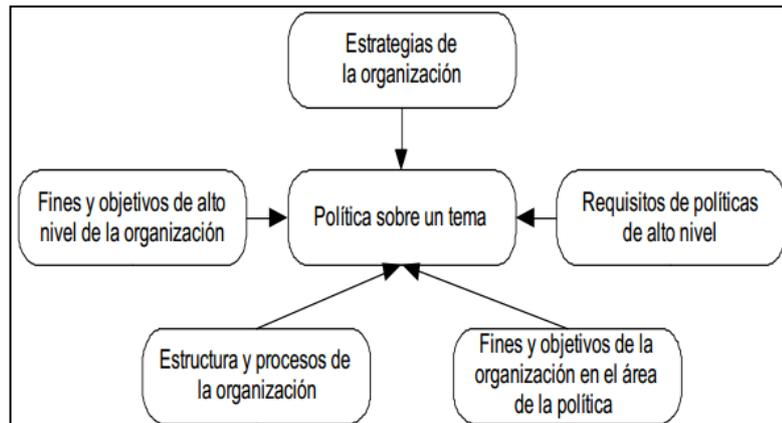 Estrategias de
la organización
Fines y objetivos de alto
nivel de la organización
Política sobre un tema
Requisitos de políticas
de alto nivel
Estructura y procesos de
la organización
Fines y objetivos de la
organización en el área
de la política